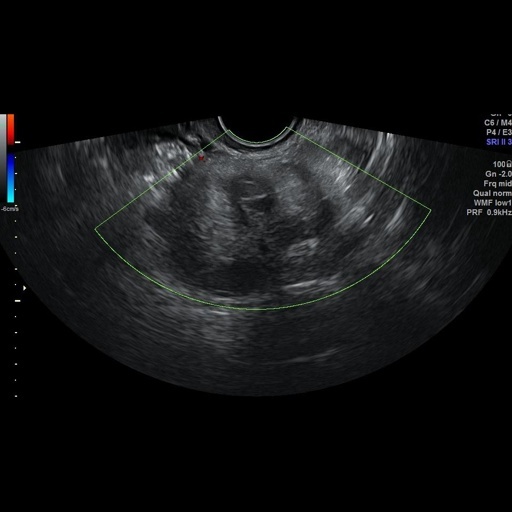 C6 / M4
P4 / E3
SRI II 3
100
Gn -2.0
Frq mid
Qual norm
WMF low1
PRF 0.9kHz
-6cm/s